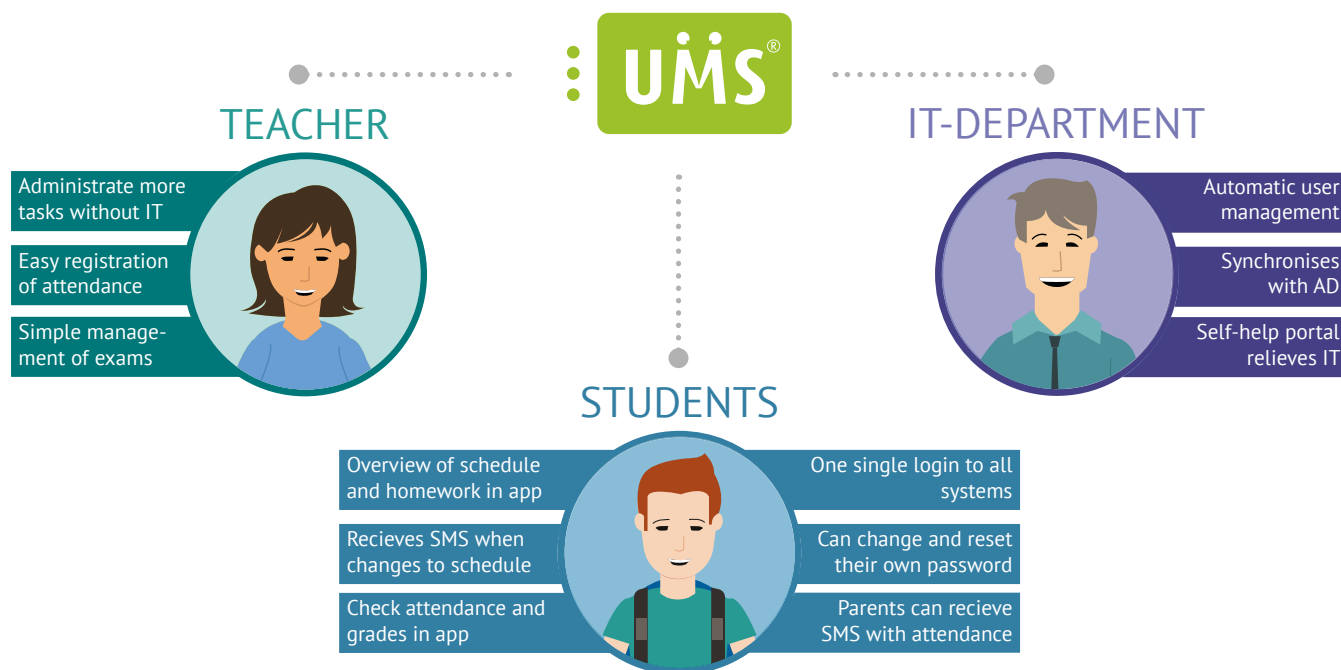 UMS®
TEACHER
Administrate more
tasks without IT
Easy registration
of attendance
Simple manage-
ment of exams
IT-DEPARTMENT
Automatic user
management
Synchronises
with AD
Self-help portal
relieves IT
STUDENTS
Overview of schedule
and homework in app
Recieves SMS when
changes to schedule
Check attendance and
grades in app
One single login to all
systems
Can change and reset
their own password
Parents can recieve
SMS with attendance